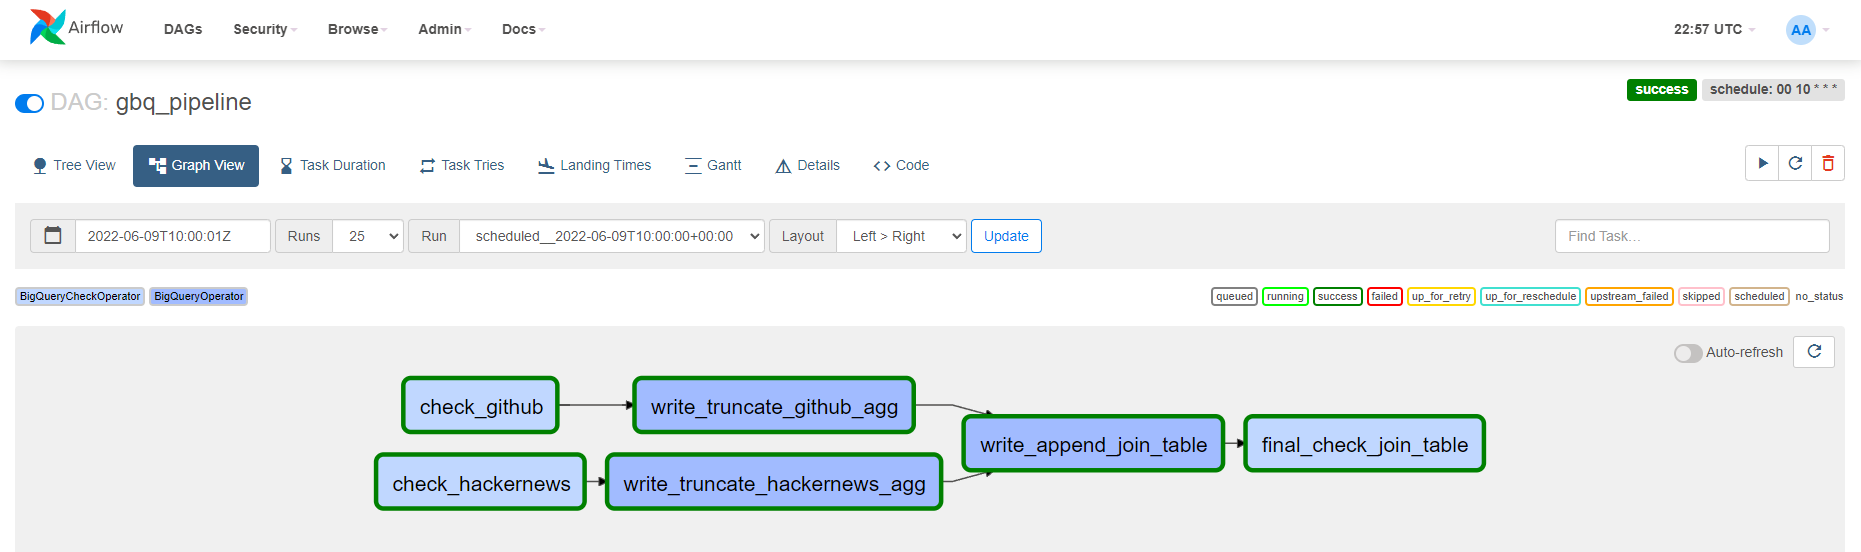 Airflow DAGs Security Browse Admin Docs 22:57 UTC AA
DAG: gbq_pipeline success schedule: 00 10 * * *
Tree View Graph View Task Duration Task Tries Landing Times Gantt Details Code
2022-06-09T10:00:01Z Runs 25 Run scheduled__2022-06-09T10:00:00+00:00 Layout Left > Right Update Find Task...
BigQueryCheckOperator BigQueryOperator queued running success failed up_for_retry up_for_reschedule upstream_failed skipped scheduled no_status
Auto-refresh
check_github write_truncate_github_agg
write_append_join_table final_check_join_table
check_hackernews write_truncate_hackernews_agg